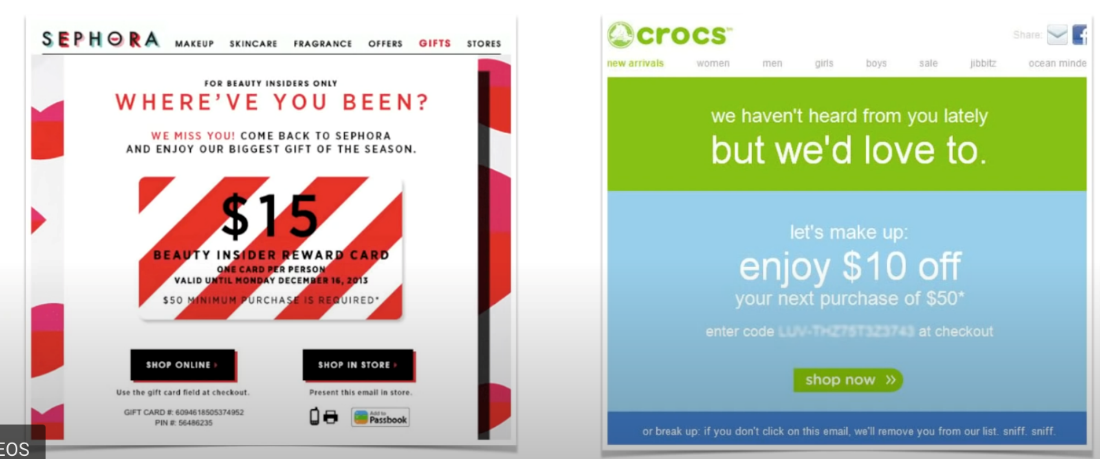 SEPHORA
MAKEUP SKINCARE FRAGRANCE OFFERS GIFTS STORES
FOR BEAUTY INSIDERS ONLY
WHERE'VE YOU BEEN?
WE MISS YOU! COME BACK TO SEPHORA
AND ENJOY OUR BIGGEST GIFT OF THE SEASON.
$15
BEAUTY INSIDER REWARD CARD
ONE CARD PER PERSON
VALID UNTIL MONDAY DECEMBER 16, 2013
$50 MINIMUM PURCHASE IS REQUIRED*
SHOP ONLINE ›
Use the gift card field at checkout.
GIFT CARD #: 6094618505374952
PIN #: 56486235
SHOP IN STORE ›
Present this email in store.
Add to
Passbook
EOS
crocs™
Share:
new arrivals women men girls boys sale jibbitz ocean minde
we haven't heard from you lately
but we'd love to.
let's make up:
enjoy $10 off
your next purchase of $50*
enter code at checkout
shop now »
or break up: if you don't click on this email, we'll remove you from our list. sniff. sniff.